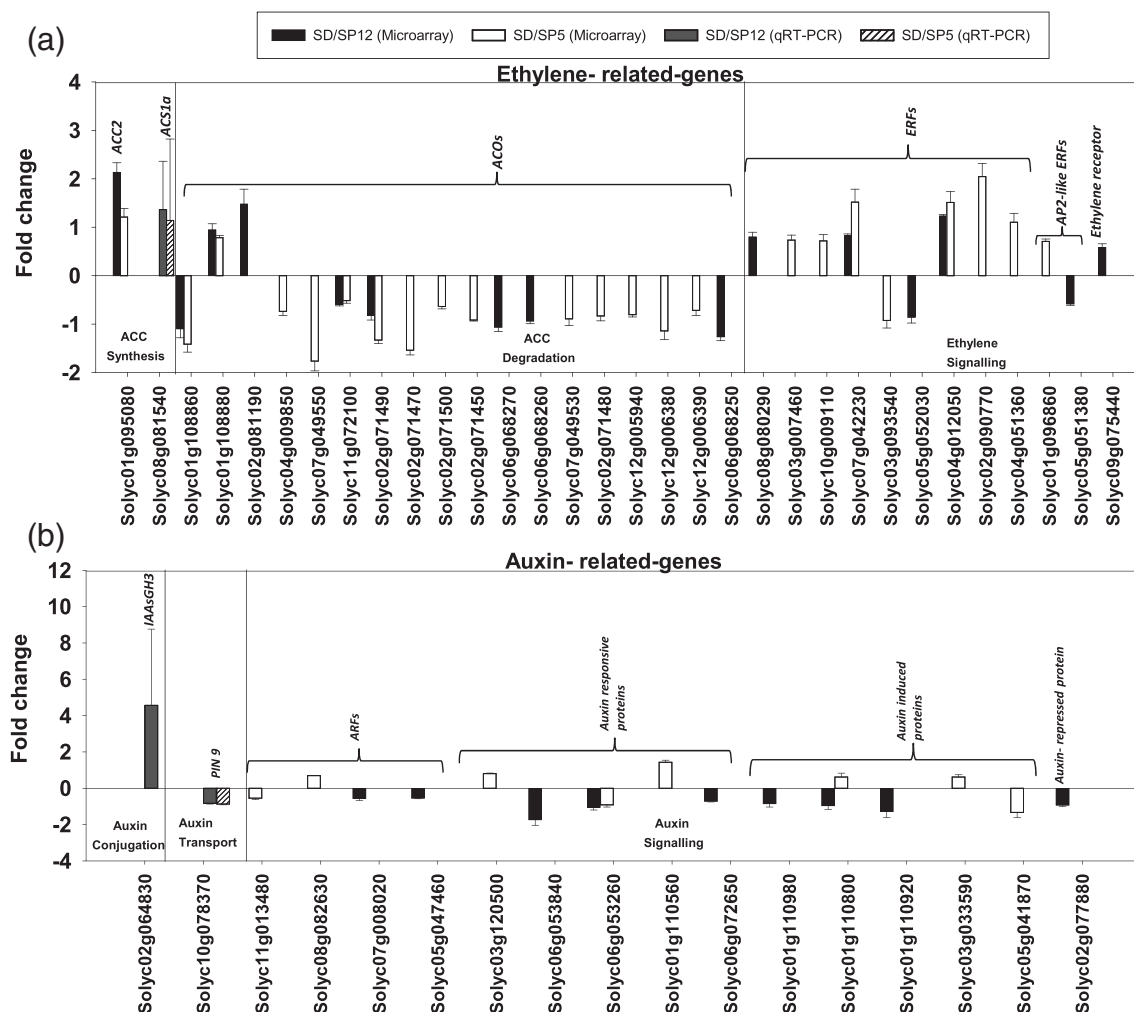 (a)
SD/SP12 (Microarray) SD/SP5 (Microarray) SD/SP12 (qRT-PCR) SD/SP5 (qRT-PCR)
Ethylene- related-genes
Fold change
4
3
2
1
0
-1
-2
ACC2
ACS1a
ACOs
ERFs
AP2-like ERFs
Ethylene receptor
ACC
Synthesis
ACC
Degradation
Ethylene
Signalling
Solyc01g095080
Solyc08g081540
Solyc01g108860
Solyc01g108880
Solyc02g081190
Solyc04g009850
Solyc07g049550
Solyc11g072100
Solyc02g071490
Solyc02g071470
Solyc02g071500
Solyc02g071450
Solyc06g068270
Solyc06g068260
Solyc07g049530
Solyc02g071480
Solyc12g005940
Solyc12g006380
Solyc12g006390
Solyc06g068250
Solyc08g080290
Solyc03g007460
Solyc10g009110
Solyc07g042230
Solyc03g093540
Solyc05g052030
Solyc04g012050
Solyc02g090770
Solyc04g051360
Solyc01g096860
Solyc05g051380
Solyc09g075440
(b)
Auxin- related-genes
Fold change
12
10
8
6
4
2
0
-2
-4
IAAsGH3
PIN 9
ARFs
Auxin responsive
proteins
Auxin induced
proteins
Auxin- repressed protein
Auxin
Conjugation
Auxin
Transport
Auxin
Signalling
Solyc02g064830
Solyc10g078370
Solyc11g013480
Solyc08g082630
Solyc07g008020
Solyc05g047460
Solyc03g120500
Solyc06g053840
Solyc06g053260
Solyc01g110560
Solyc06g072650
Solyc01g110980
Solyc01g110800
Solyc01g110920
Solyc03g033590
Solyc05g041870
Solyc02g077880